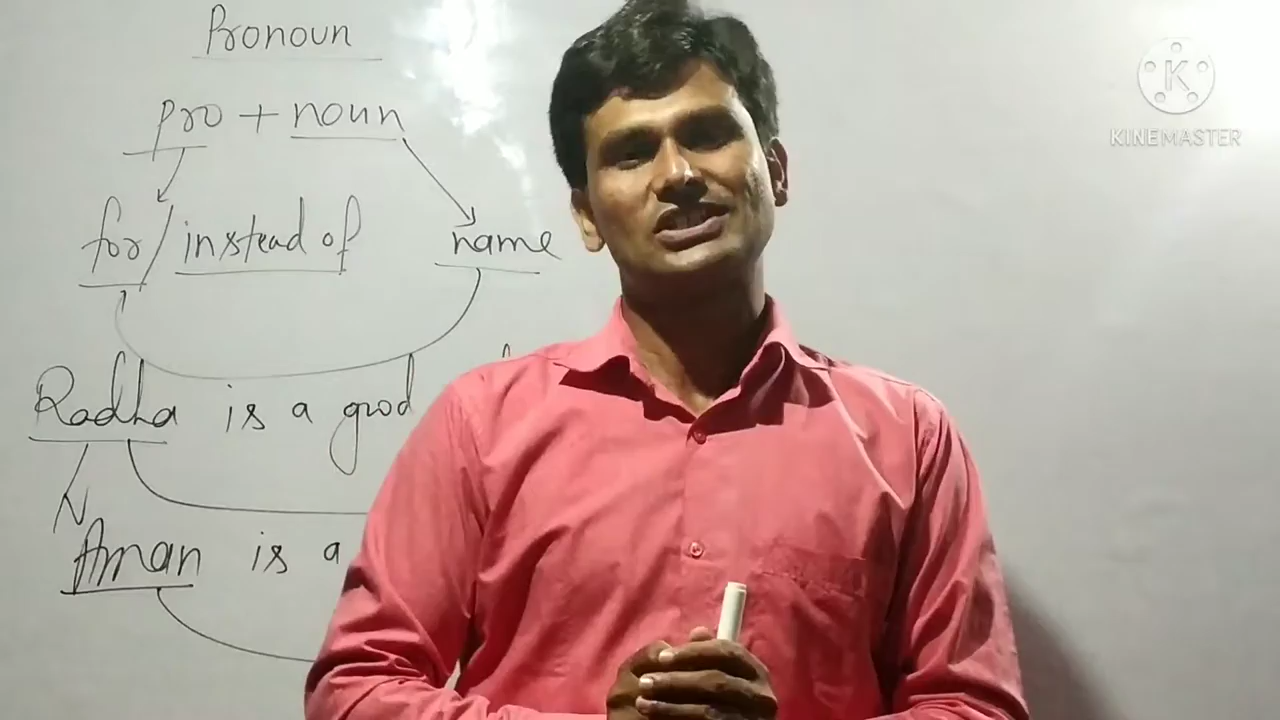 Pronoun
pro + noun
for / instead of name
Radha is a good
Aman is a
K
KINEMASTER